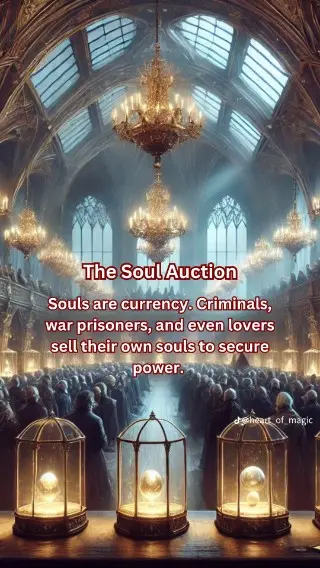 The Soul Auction
Souls are currency. Criminals,
war prisoners, and even lovers
sell their own souls to secure
power.
@heart_of_magic